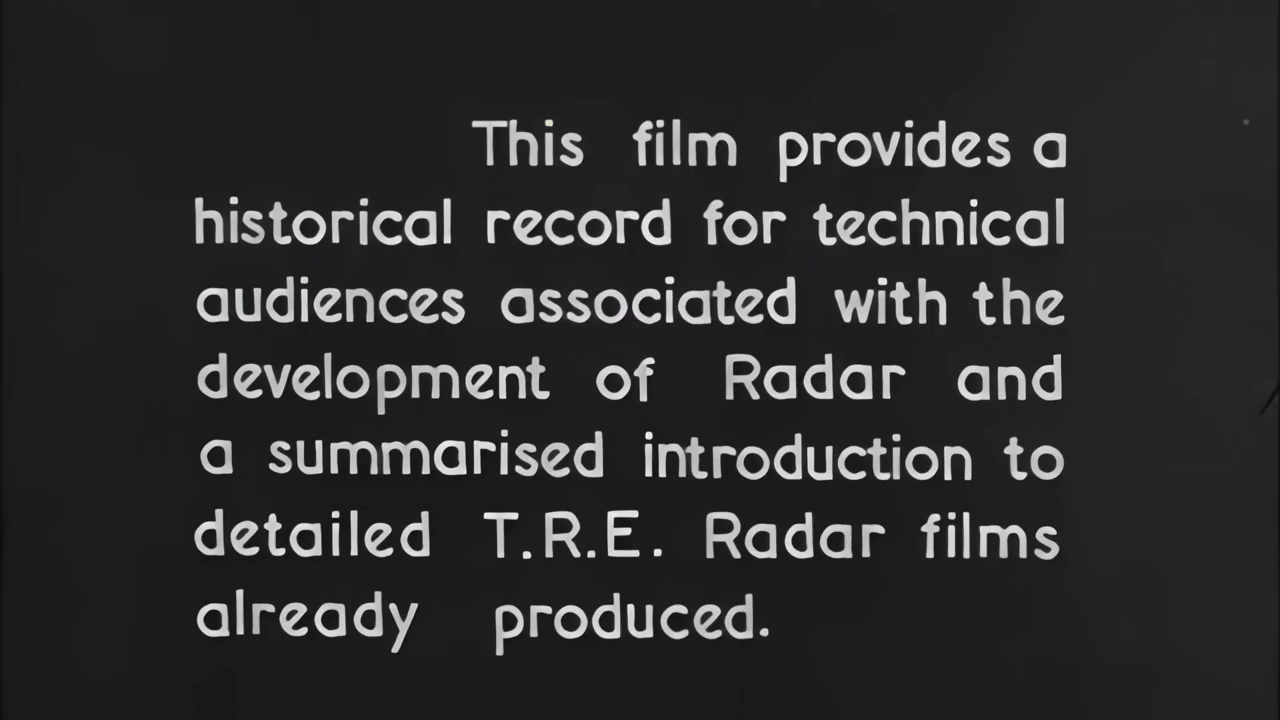 This film provides a
historical record for technical
audiences associated with the
development of Radar and
a summarised introduction to
detailed T.R.E. Radar films
already produced.